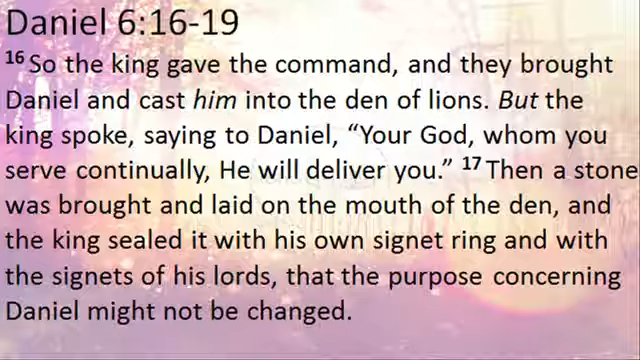 Daniel 6:16-19
16 So the king gave the command, and they brought
Daniel and cast him into the den of lions. But the
king spoke, saying to Daniel, “Your God, whom you
serve continually, He will deliver you.” 17 Then a stone
was brought and laid on the mouth of the den, and
the king sealed it with his own signet ring and with
the signets of his lords, that the purpose concerning
Daniel might not be changed.